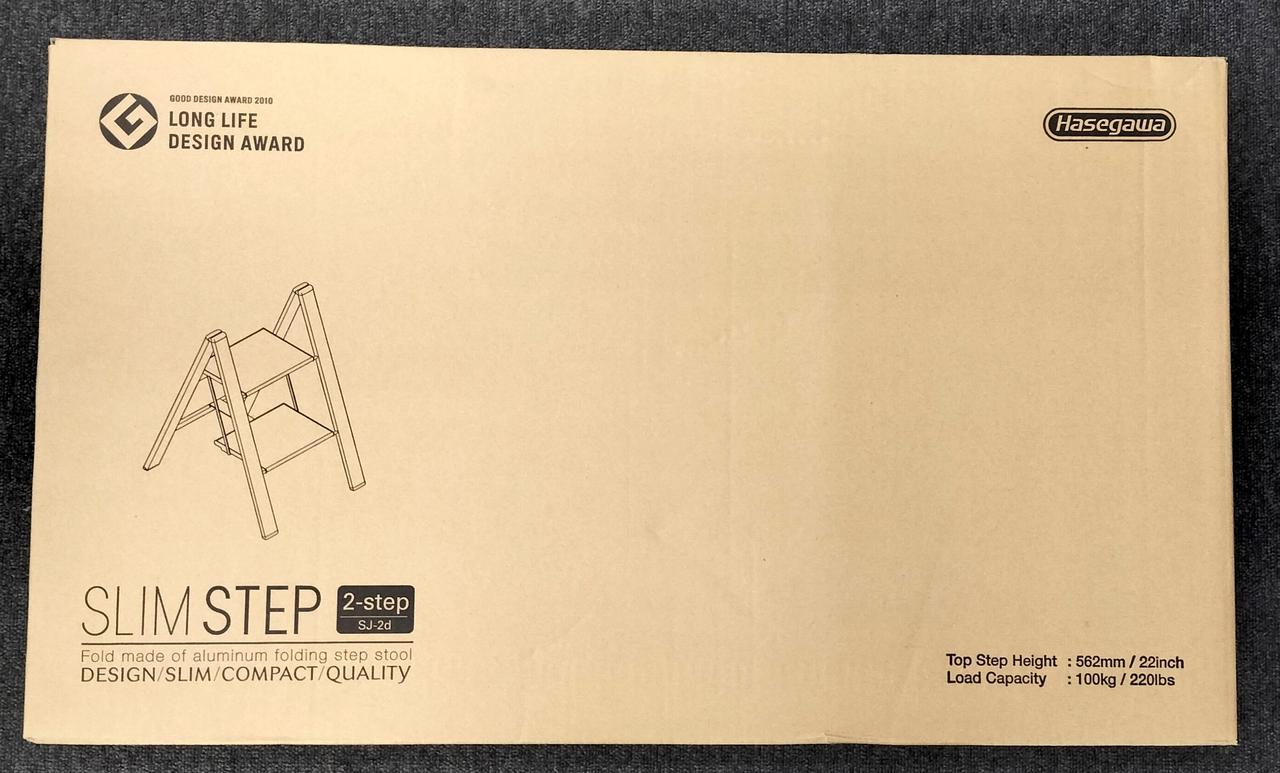 GOOD DESIGN AWARD 2010
LONG LIFE
DESIGN AWARD
Hasegawa
SLIM STEP 2-step
SJ-2d
Fold made of aluminum folding step stool
DESIGN/SLIM/COMPACT/QUALITY
Top Step Height : 562mm / 22inch
Load Capacity : 100kg / 220lbs